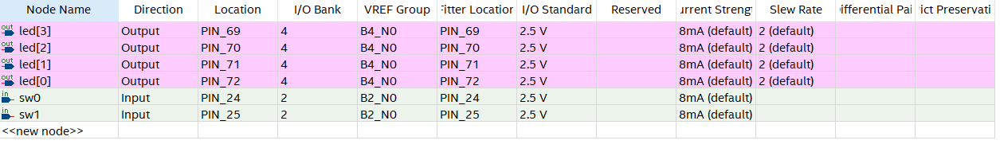 Node Name Direction Location I/O Bank VREF Group Fitter Location I/O Standard Reserved urrent Strengt Slew Rate Differential Pai ict Preservati
out led[3] Output PIN_69 4 B4_N0 PIN_69 2.5 V 8mA (default) 2 (default)
out led[2] Output PIN_70 4 B4_N0 PIN_70 2.5 V 8mA (default) 2 (default)
out led[1] Output PIN_71 4 B4_N0 PIN_71 2.5 V 8mA (default) 2 (default)
out led[0] Output PIN_72 4 B4_N0 PIN_72 2.5 V 8mA (default) 2 (default)
in sw0 Input PIN_24 2 B2_N0 PIN_24 2.5 V 8mA (default)
in sw1 Input PIN_25 2 B2_N0 PIN_25 2.5 V 8mA (default)
<<new node>>